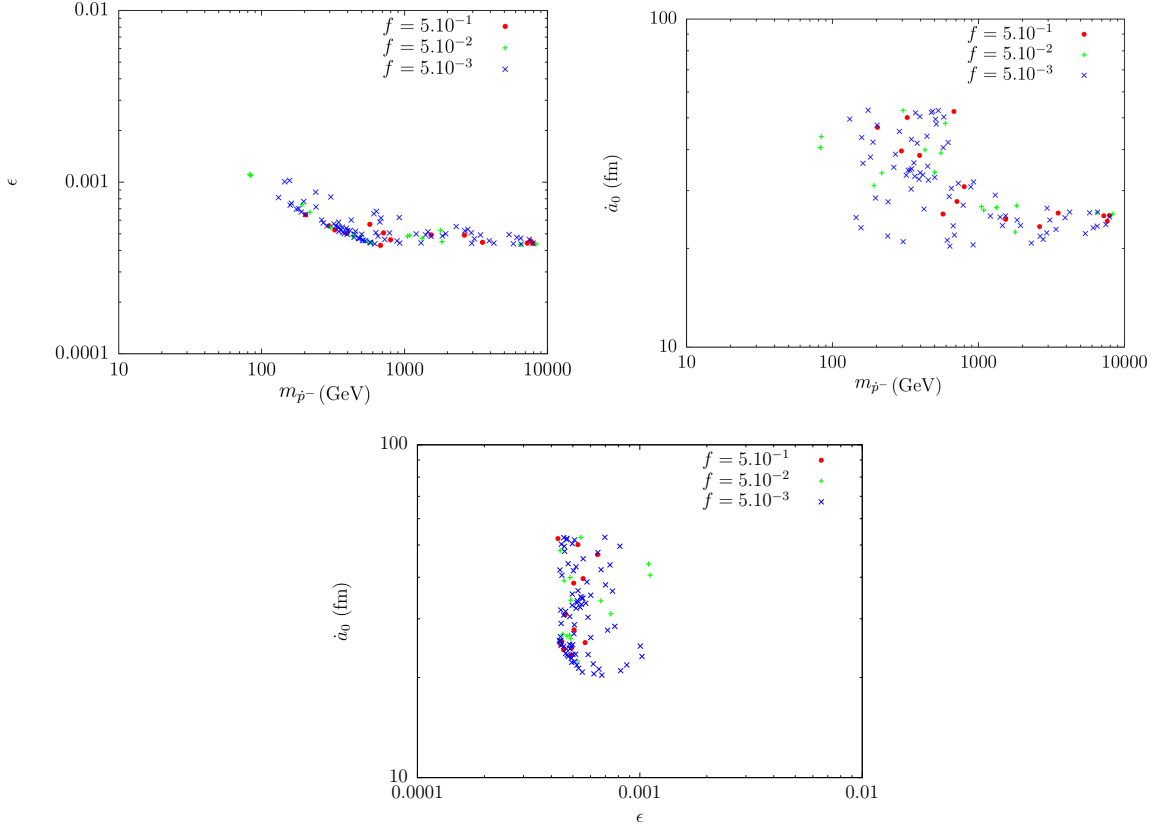 0.01
0.001
0.0001
10
100
1000
10000
ϵ
m_{ṗ⁻} (GeV)
f = 5.10⁻¹
f = 5.10⁻²
f = 5.10⁻³
100
10
10
100
1000
10000
ȧ₀ (fm)
m_{ṗ⁻} (GeV)
f = 5.10⁻¹
f = 5.10⁻²
f = 5.10⁻³
100
10
0.0001
0.001
0.01
ȧ₀ (fm)
ϵ
f = 5.10⁻¹
f = 5.10⁻²
f = 5.10⁻³